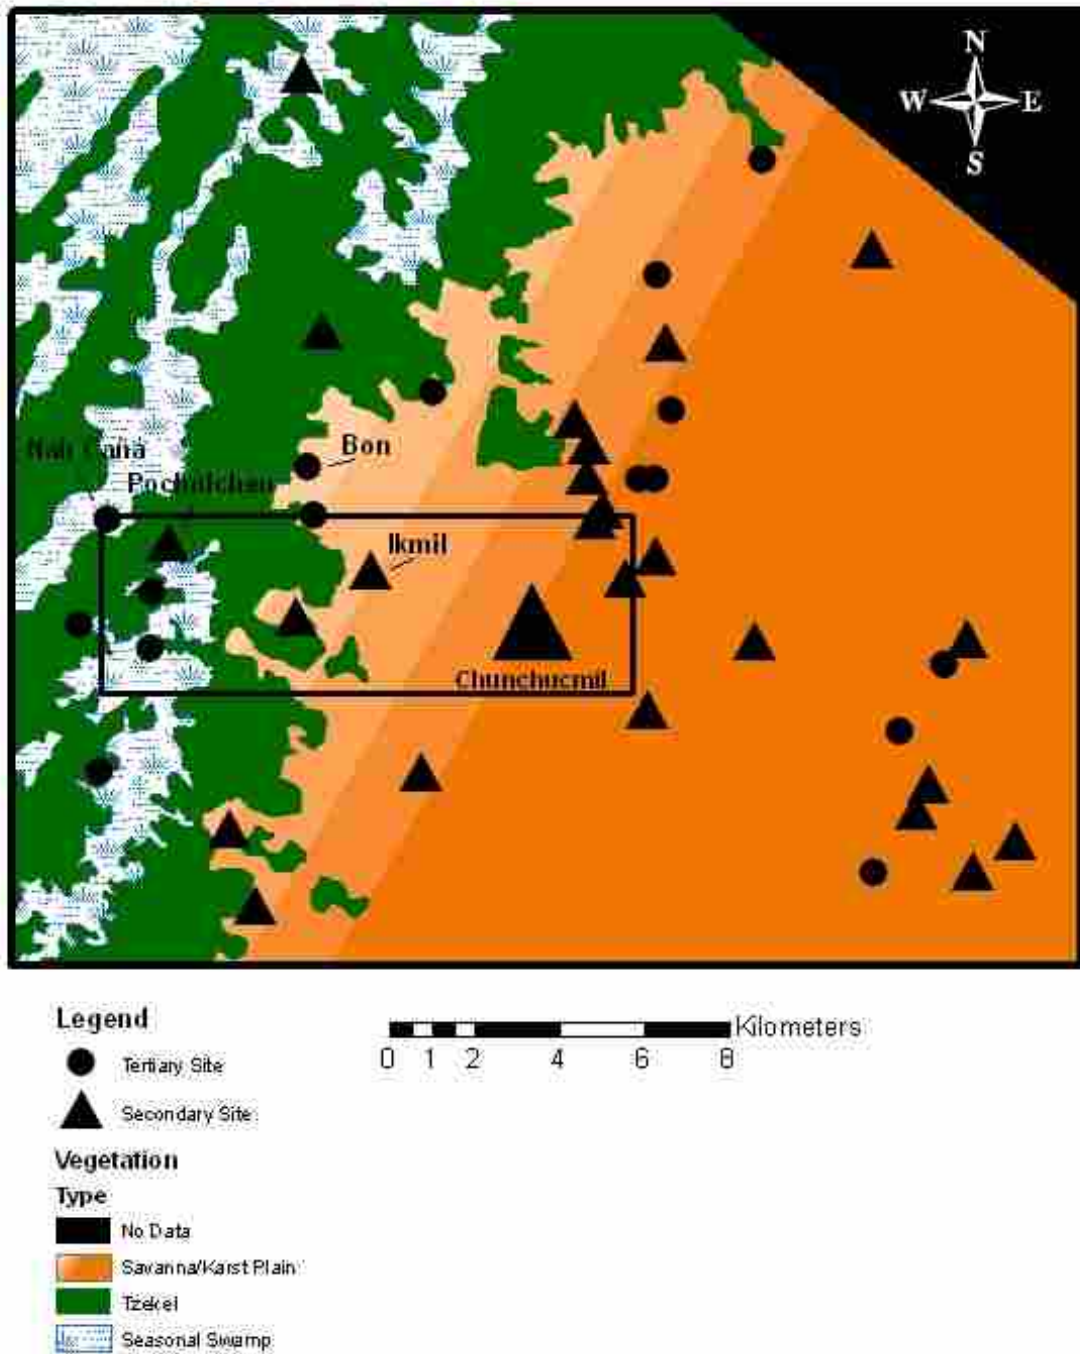 N
W E
S
Bon
Ikmil
Chunchucmil
Legend
Kilometers
0 1 2 4 6 8
Tertiary Site
Secondary Site
Vegetation
Type
No Data
Savanna/Karst Plain
Tzekel
Seasonal Swamp